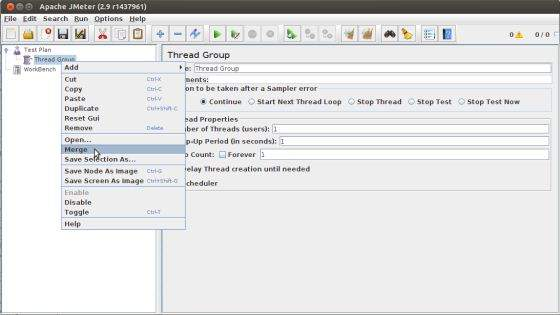 Apache JMeter (2.9 r1437961)
File Edit Search Run Options Help
0 0 / 0
Test Plan
Thread Group
WorkBench
Add
Cut Ctrl-X
Copy Ctrl-C
Paste Ctrl-V
Duplicate Ctrl+Shift-C
Reset Gui
Remove Delete
Open...
Merge
Save Selection As...
Save Node As Image Ctrl-G
Save Screen As Image Ctrl+Shift-G
Enable
Disable
Toggle Ctrl-T
Help
Thread Group
e: Thread Group
ments:
on to be taken after a Sampler error
Continue Start Next Thread Loop Stop Thread Stop Test Stop Test Now
ead Properties
mber of Threads (users): 1
p-Up Period (in seconds): 1
p Count: Forever 1
elay Thread creation until needed
cheduler